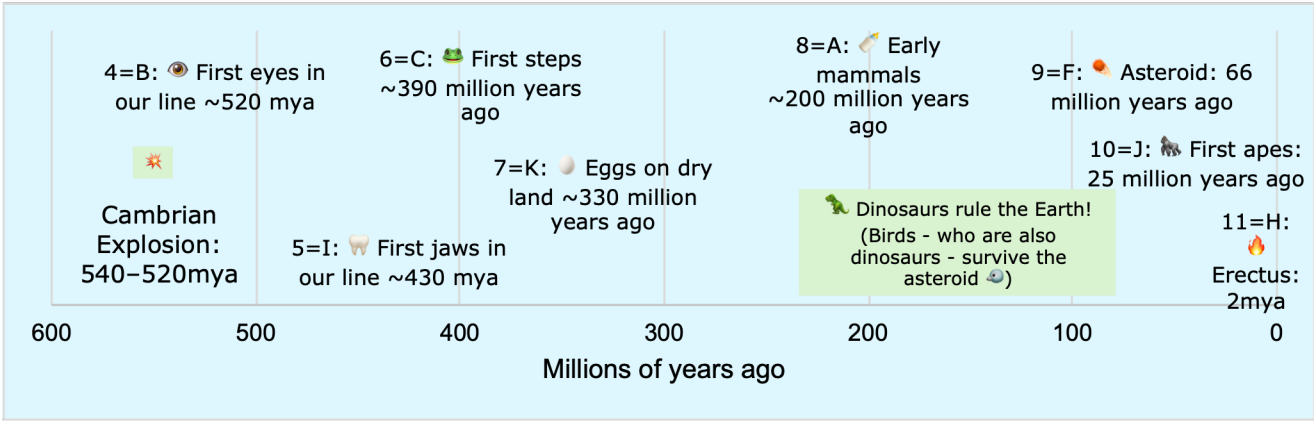 4=B: 👁️ First eyes in
our line ~520 mya
Cambrian
Explosion:
540–520mya
6=C: 🐸 First steps
~390 million years
ago
5=I: 🦷 First jaws in
our line ~430 mya
7=K: 🥚 Eggs on dry
land ~330 million
years ago
8=A: 🍼 Early
mammals
~200 million years
ago
🦖 Dinosaurs rule the Earth!
(Birds - who are also
dinosaurs - survive the
asteroid 🐦)
9=F: ☄️ Asteroid: 66
million years ago
10=J: 🦍 First apes:
25 million years ago
11=H:
🔥
Erectus:
2mya
600 500 400 300 200 100 0
Millions of years ago